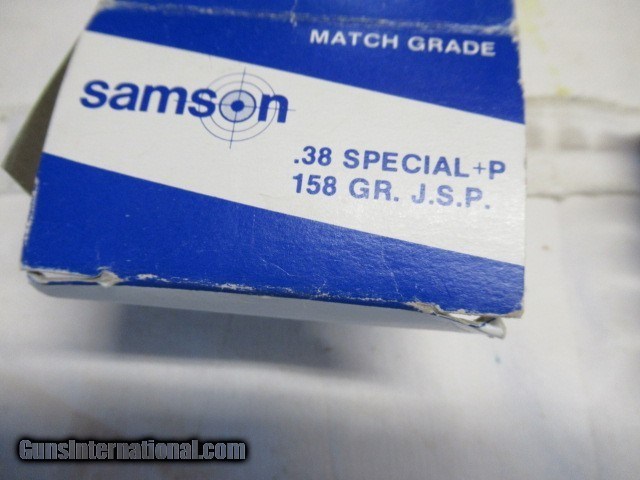 MATCH GRADE
samson
.38 SPECIAL+P
158 GR. J.S.P.
GunsInternational.com